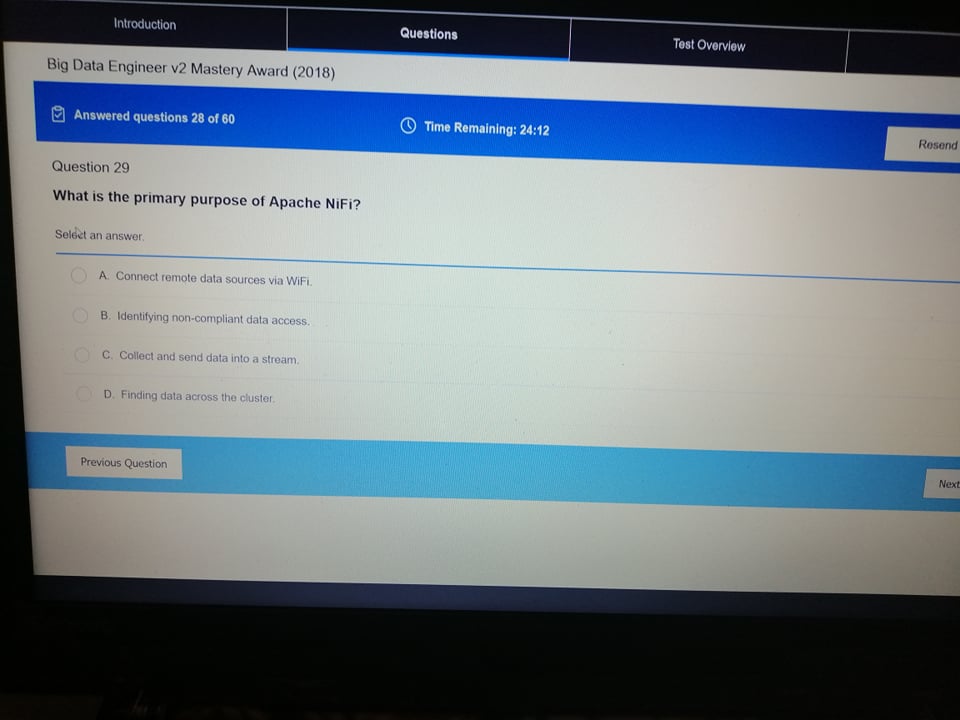 Introduction
Questions
Test Overview
Big Data Engineer v2 Mastery Award (2018)
Answered questions 28 of 60
Time Remaining: 24:12
Resend
Question 29
What is the primary purpose of Apache NiFi?
Select an answer.
A. Connect remote data sources via WiFi.
B. Identifying non-compliant data access.
C. Collect and send data into a stream.
D. Finding data across the cluster.
Previous Question
Next